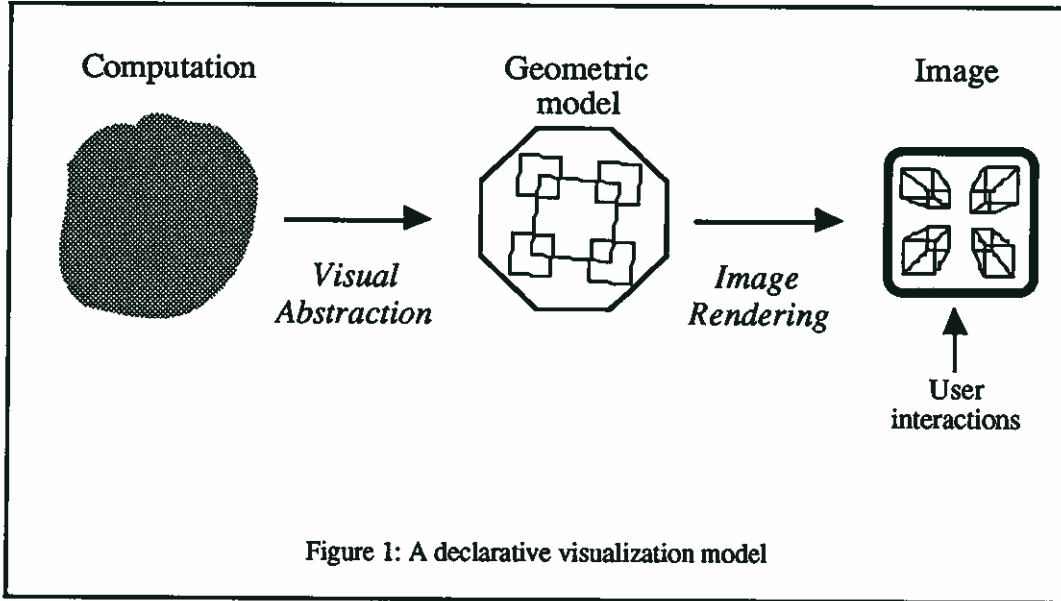 Computation
Geometric
model
Image
Visual
Abstraction
Image
Rendering
User
interactions
Figure 1: A declarative visualization model